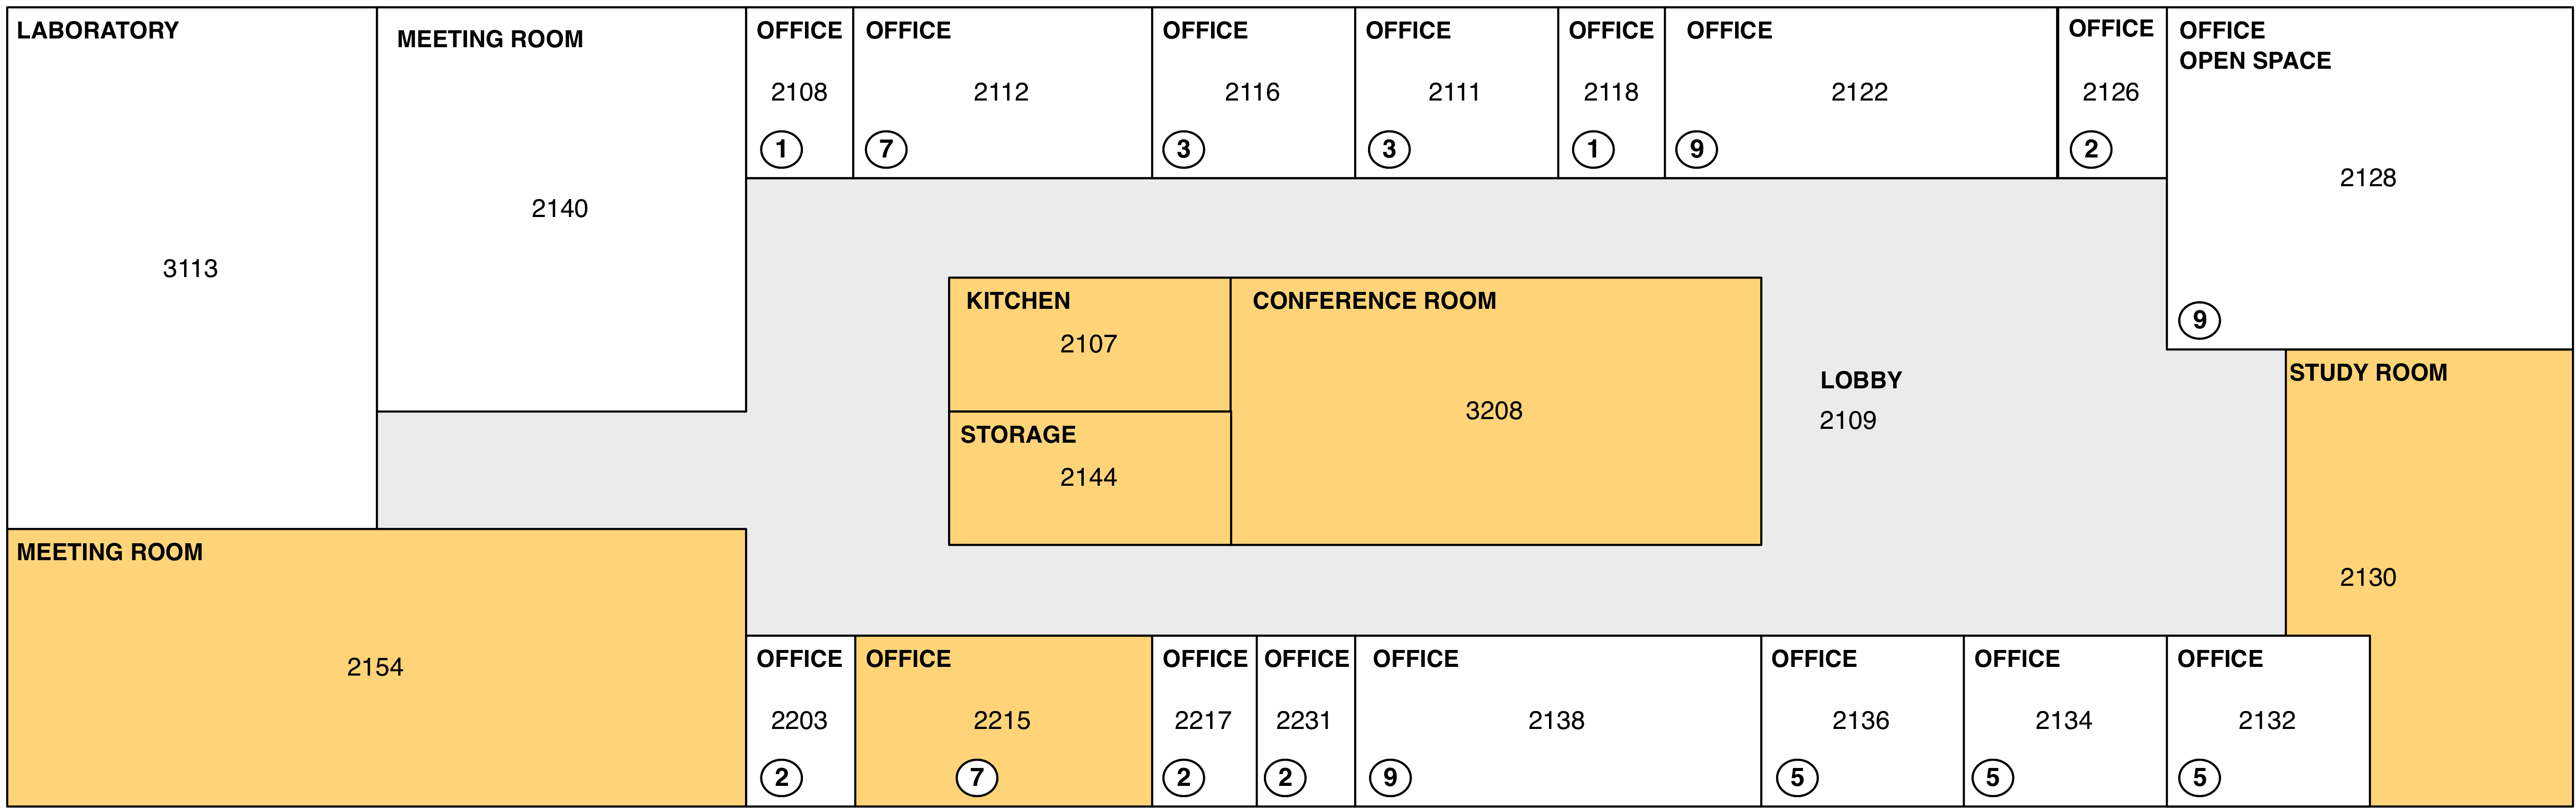 LABORATORY
3113
MEETING ROOM
2140
OFFICE
2108
1
OFFICE
2112
7
OFFICE
2116
3
OFFICE
2111
3
OFFICE
2118
1
OFFICE
2122
9
OFFICE
2126
2
OFFICE
OPEN SPACE
2128
9
KITCHEN
2107
CONFERENCE ROOM
3208
STORAGE
2144
LOBBY
2109
STUDY ROOM
2130
MEETING ROOM
2154
OFFICE
2203
2
OFFICE
2215
7
OFFICE
2217
2
OFFICE
2231
2
OFFICE
2138
9
OFFICE
2136
5
OFFICE
2134
5
OFFICE
2132
5